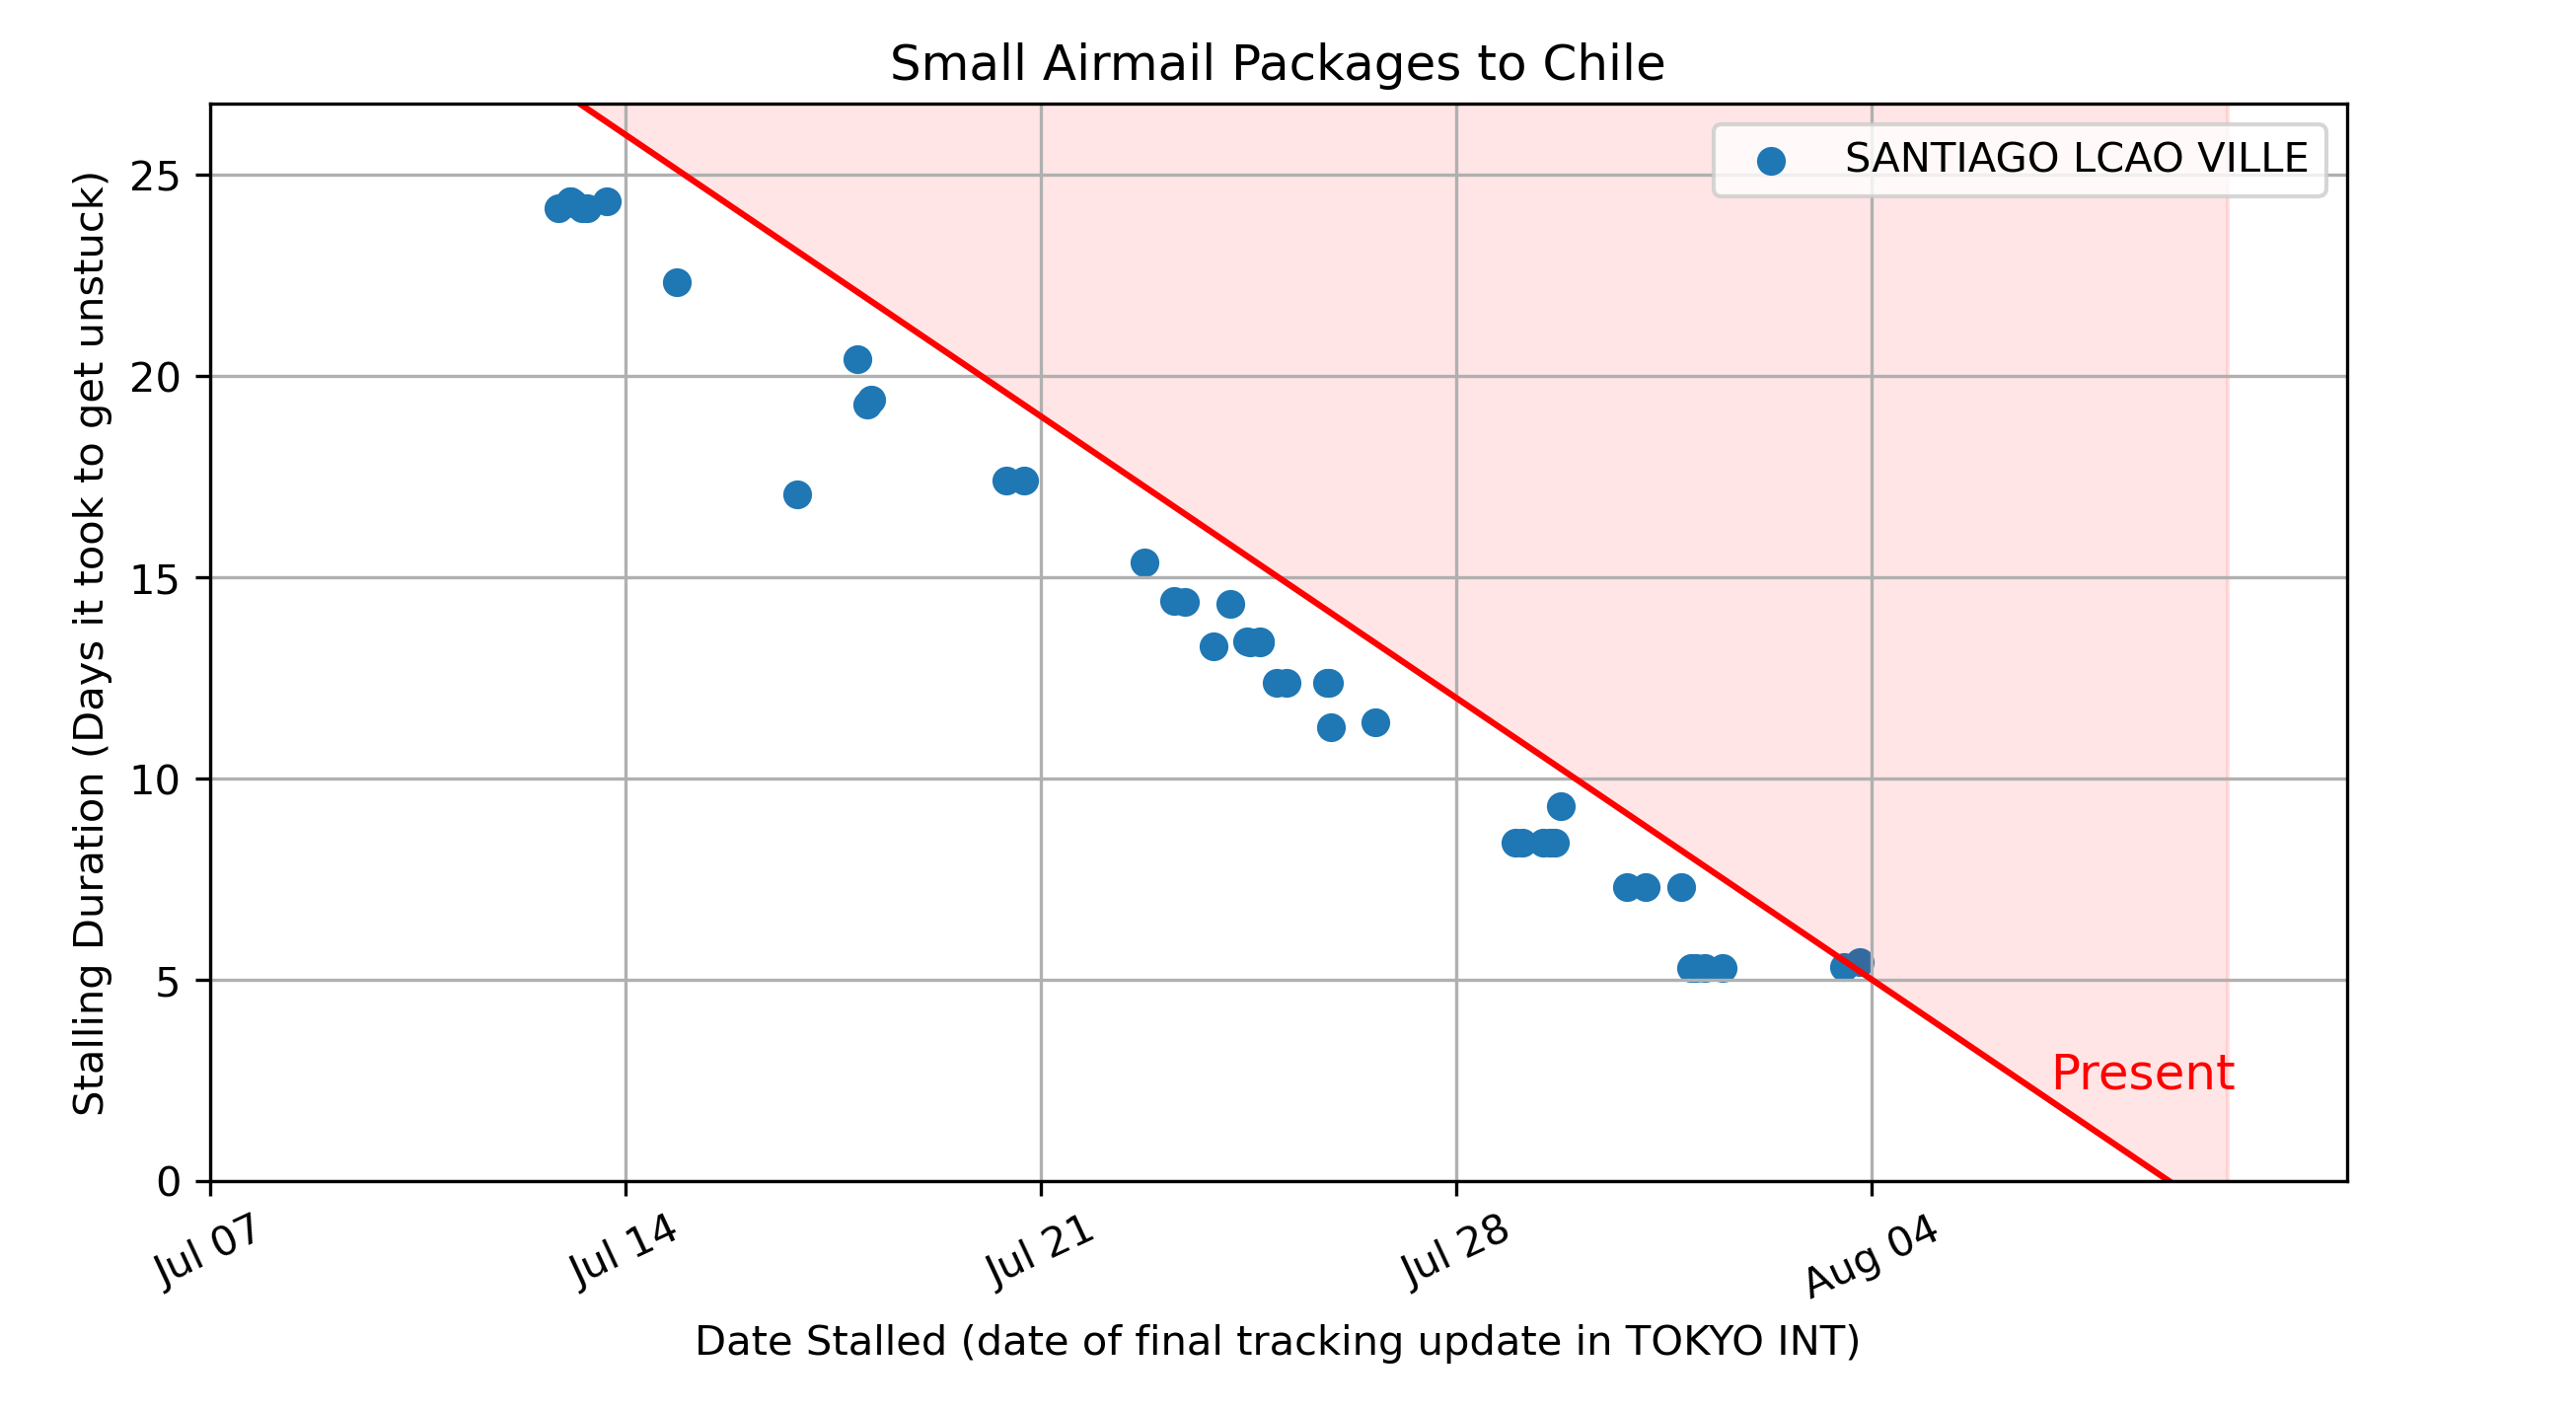 Small Airmail Packages to Chile
SANTIAGO LCAO VILLE
Stalling Duration (Days it took to get unstuck)
25
20
15
10
5
0
Present
Jul 07
Jul 14
Jul 21
Jul 28
Aug 04
Date Stalled (date of final tracking update in TOKYO INT)